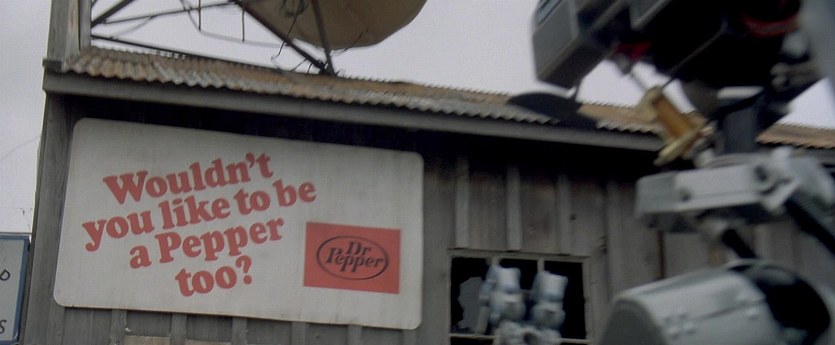 Wouldn't
you like to be
a Pepper
too?
Dr
Pepper